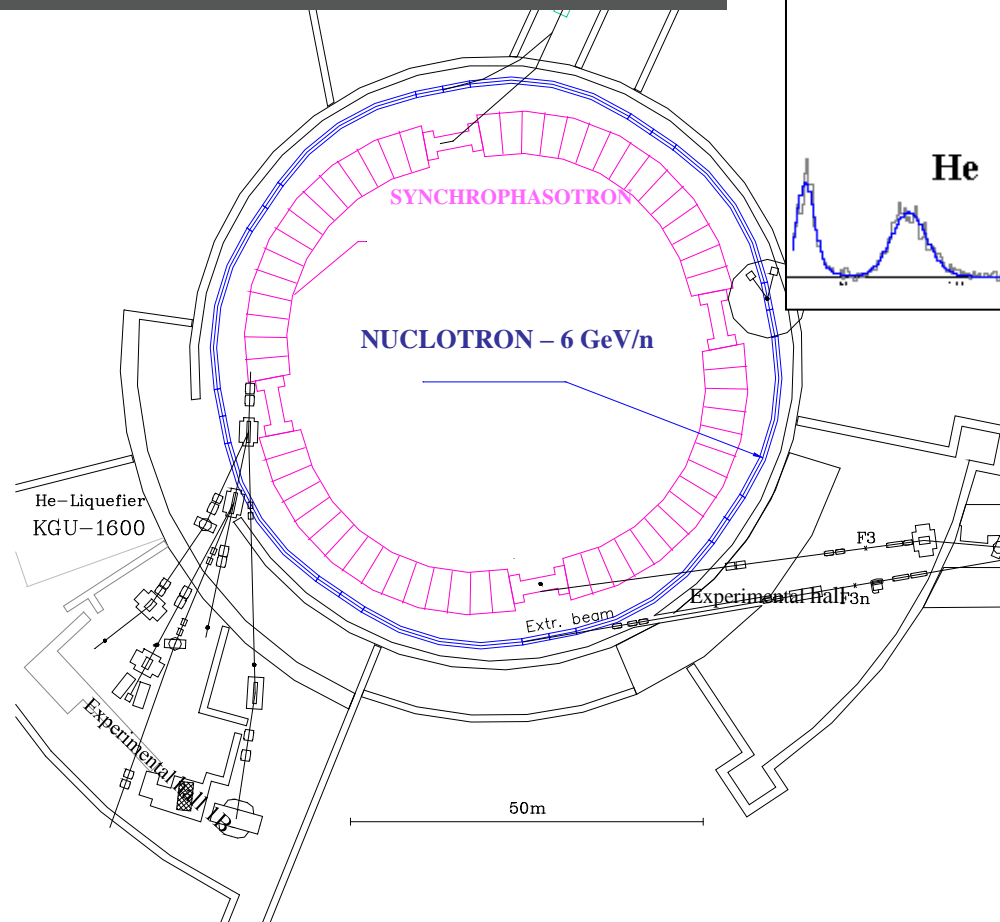 He
SYNCHROPHASOTRON
NUCLOTRON – 6 GeV/n
He-Liquefier
KGU-1600
F3
Experimental hall
F3n
Extr. beam
Experimental hall 1B
50m